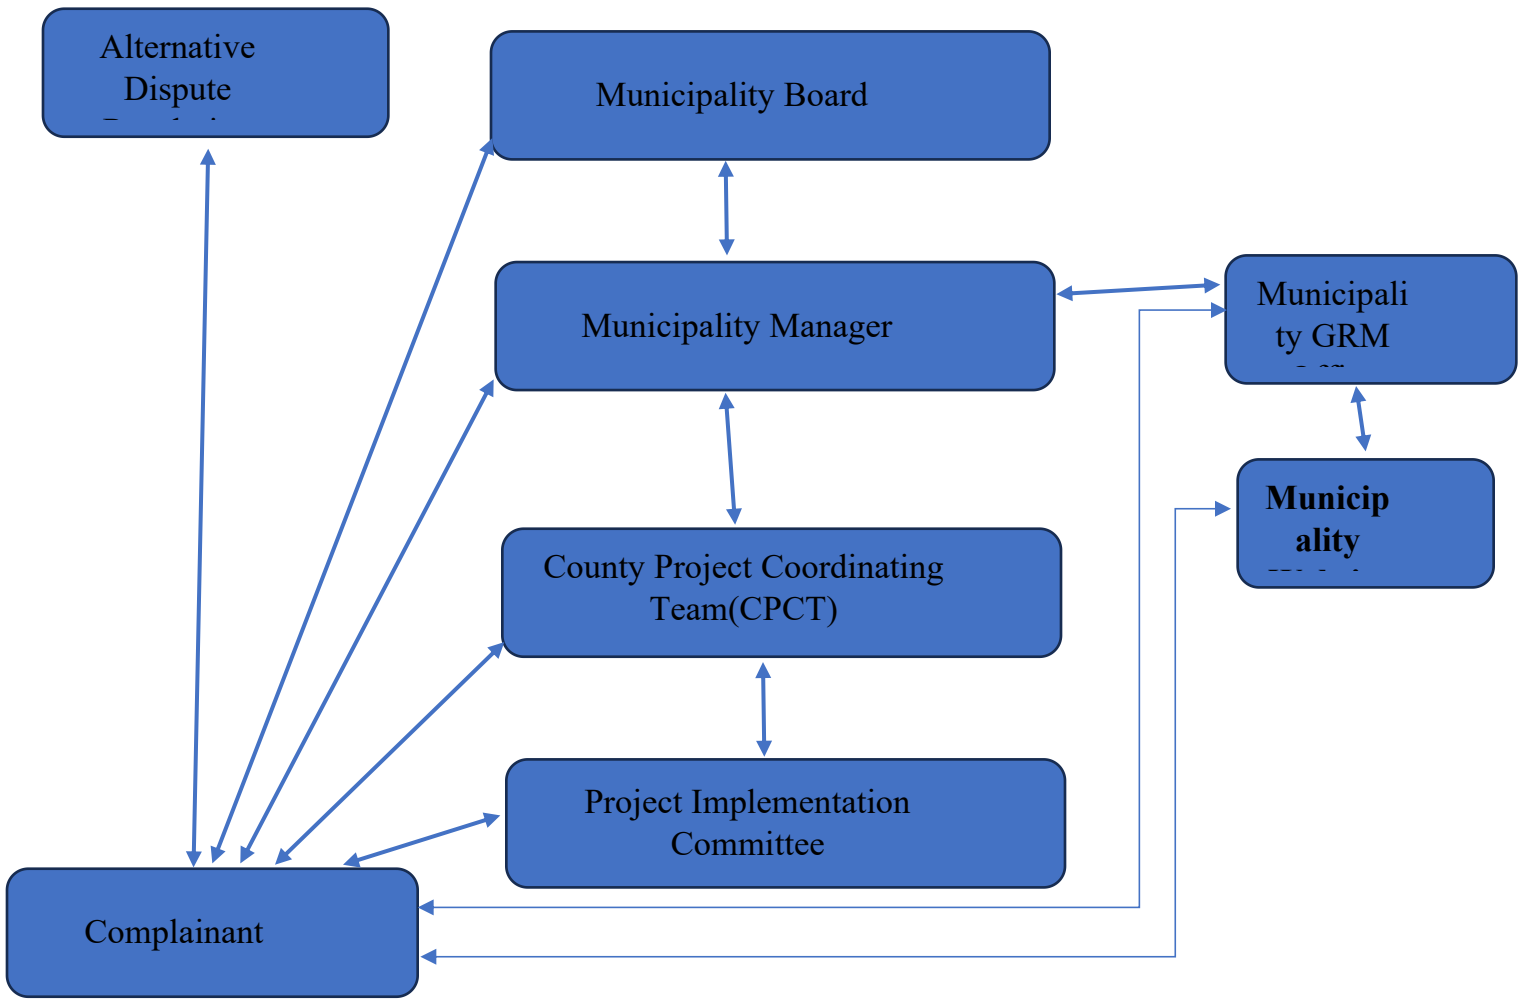 Alternative
Dispute
Municipality Board
Municipality Manager
Municipali
ty GRM
Municip
ality
County Project Coordinating
Team(CPCT)
Project Implementation
Committee
Complainant